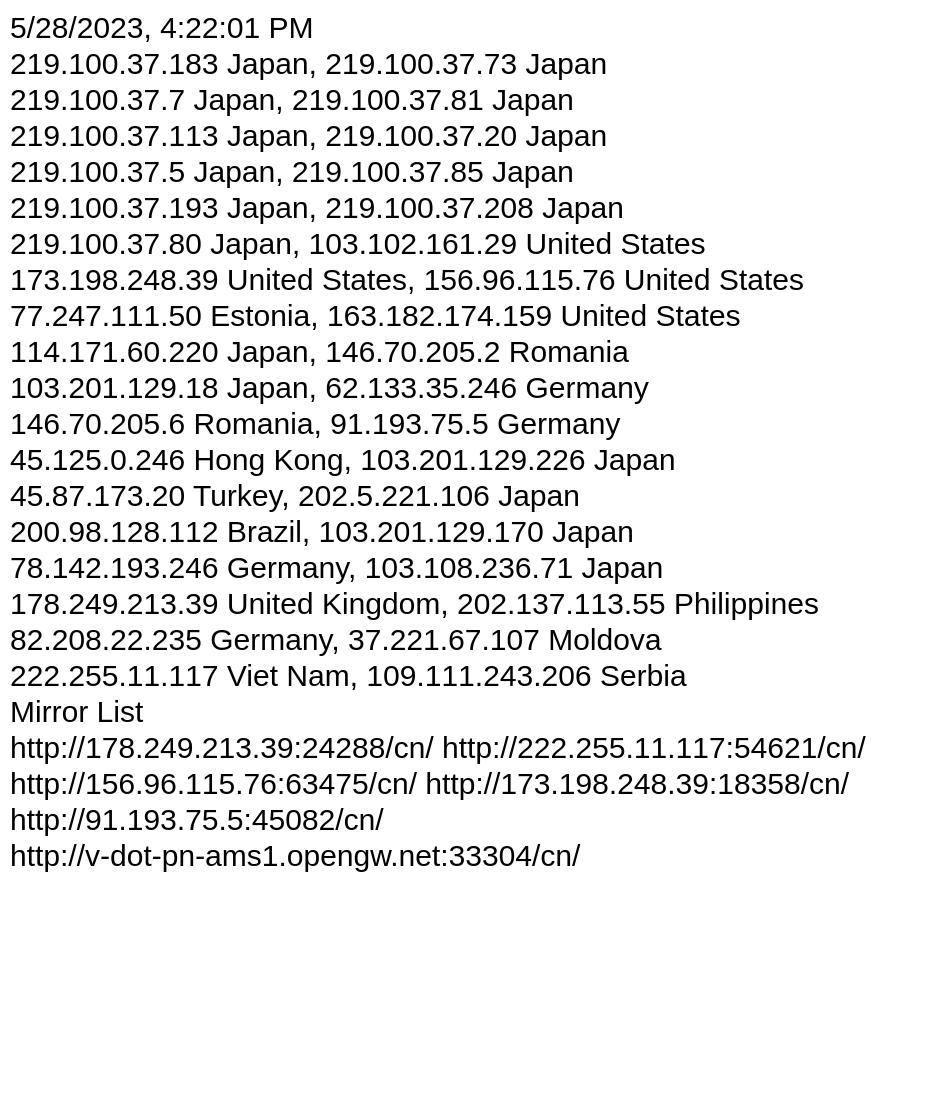 5/28/2023, 4:22:01 PM
219.100.37.183 Japan, 219.100.37.73 Japan
219.100.37.7 Japan, 219.100.37.81 Japan
219.100.37.113 Japan, 219.100.37.20 Japan
219.100.37.5 Japan, 219.100.37.85 Japan
219.100.37.193 Japan, 219.100.37.208 Japan
219.100.37.80 Japan, 103.102.161.29 United States
173.198.248.39 United States, 156.96.115.76 United States
77.247.111.50 Estonia, 163.182.174.159 United States
114.171.60.220 Japan, 146.70.205.2 Romania
103.201.129.18 Japan, 62.133.35.246 Germany
146.70.205.6 Romania, 91.193.75.5 Germany
45.125.0.246 Hong Kong, 103.201.129.226 Japan
45.87.173.20 Turkey, 202.5.221.106 Japan
200.98.128.112 Brazil, 103.201.129.170 Japan
78.142.193.246 Germany, 103.108.236.71 Japan
178.249.213.39 United Kingdom, 202.137.113.55 Philippines
82.208.22.235 Germany, 37.221.67.107 Moldova
222.255.11.117 Viet Nam, 109.111.243.206 Serbia
Mirror List
http://178.249.213.39:24288/cn/ http://222.255.11.117:54621/cn/
http://156.96.115.76:63475/cn/ http://173.198.248.39:18358/cn/
http://91.193.75.5:45082/cn/
http://v-dot-pn-ams1.opengw.net:33304/cn/